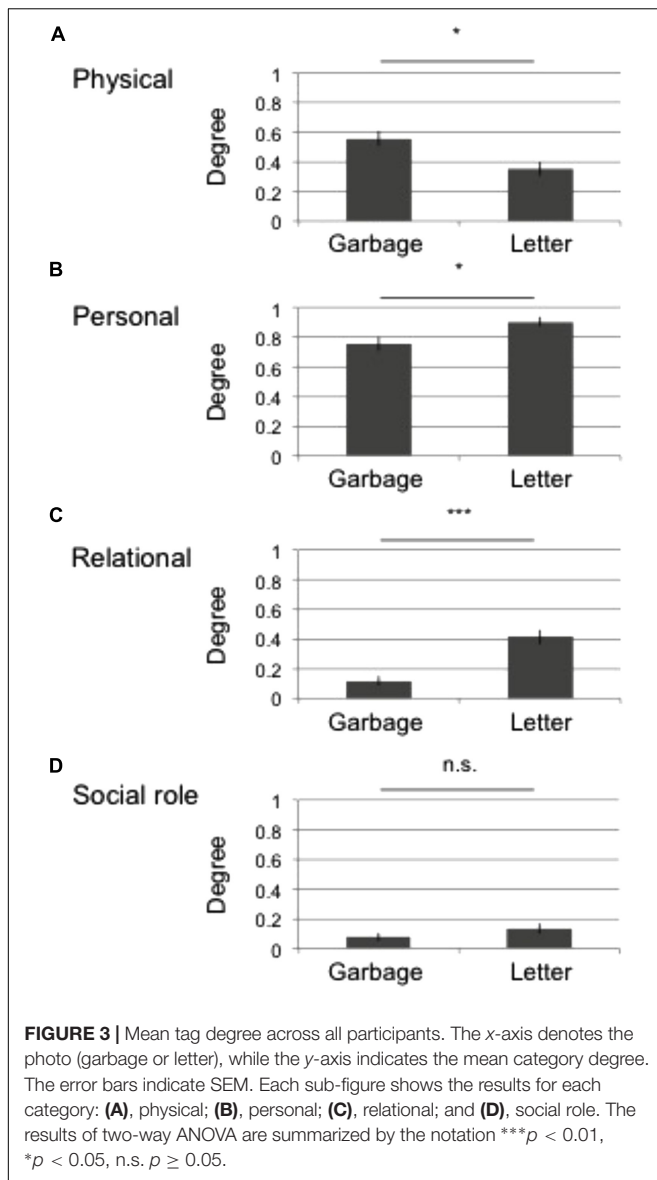 A
*
Physical
Degree
1
0.8
0.6
0.4
0.2
0
Garbage Letter
B
*
Personal
Degree
1
0.8
0.6
0.4
0.2
0
Garbage Letter
C
***
Relational
Degree
1
0.8
0.6
0.4
0.2
0
Garbage Letter
D
n.s.
Social role
Degree
1
0.8
0.6
0.4
0.2
0
Garbage Letter
FIGURE 3 | Mean tag degree across all participants. The x-axis denotes the
photo (garbage or letter), while the y-axis indicates the mean category degree.
The error bars indicate SEM. Each sub-figure shows the results for each
category: (A), physical; (B), personal; (C), relational; and (D), social role. The
results of two-way ANOVA are summarized by the notation ***p < 0.01,
*p < 0.05, n.s. p ≥ 0.05.